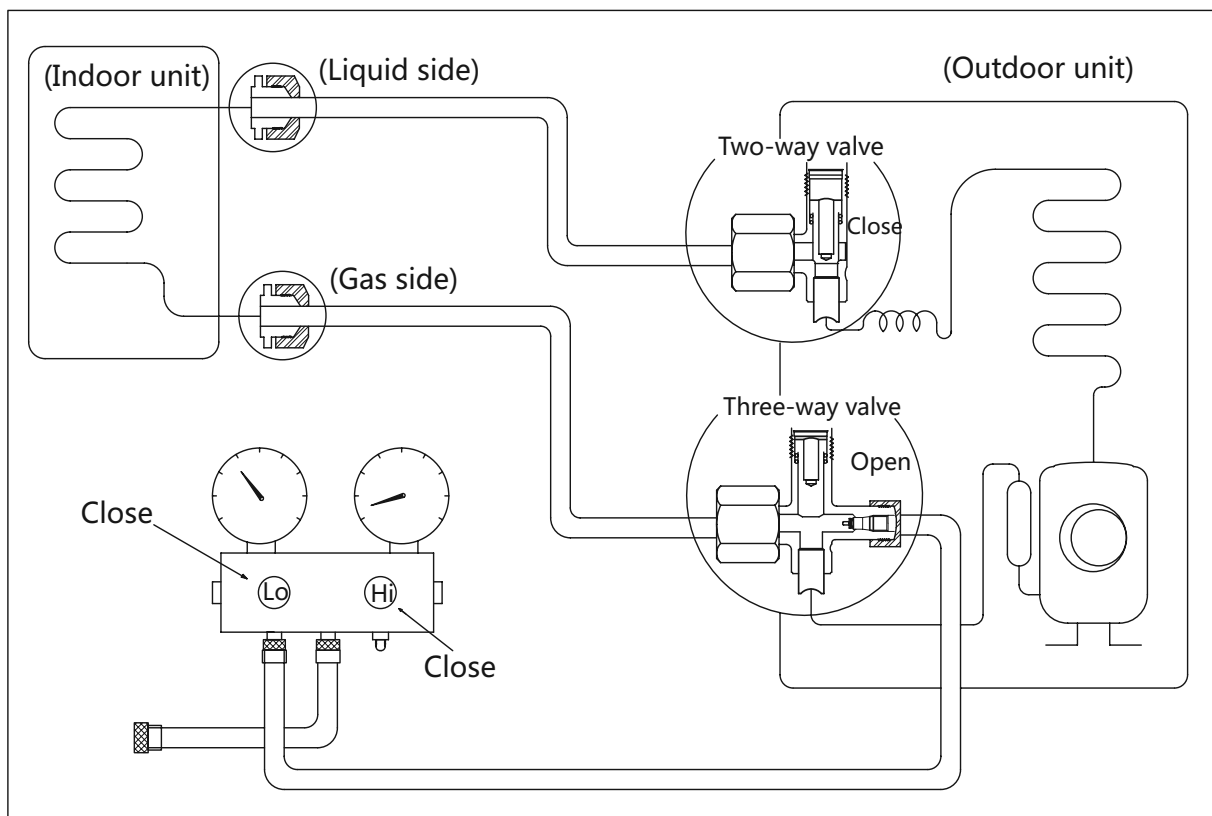 (Indoor unit)
(Liquid side)
(Outdoor unit)
Two-way valve
Close
(Gas side)
Three-way valve
Open
Close
Lo
Hi
Close